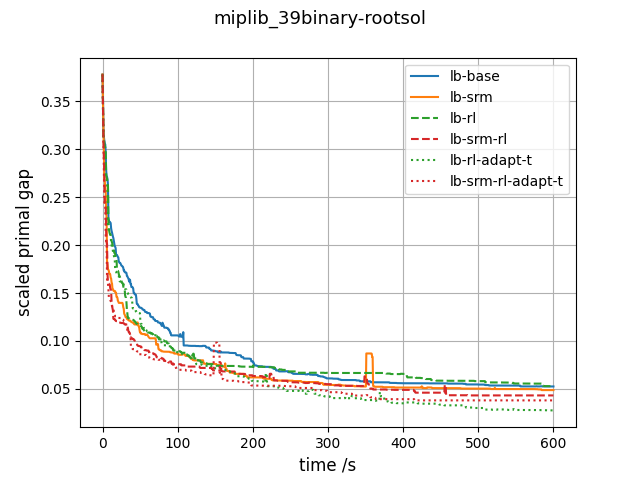 miplib_39binary-rootsol
scaled primal gap
0.35
0.30
0.25
0.20
0.15
0.10
0.05
0
100
200
300
400
500
600
time /s
lb-base
lb-srm
lb-rl
lb-srm-rl
lb-rl-adapt-t
lb-srm-rl-adapt-t